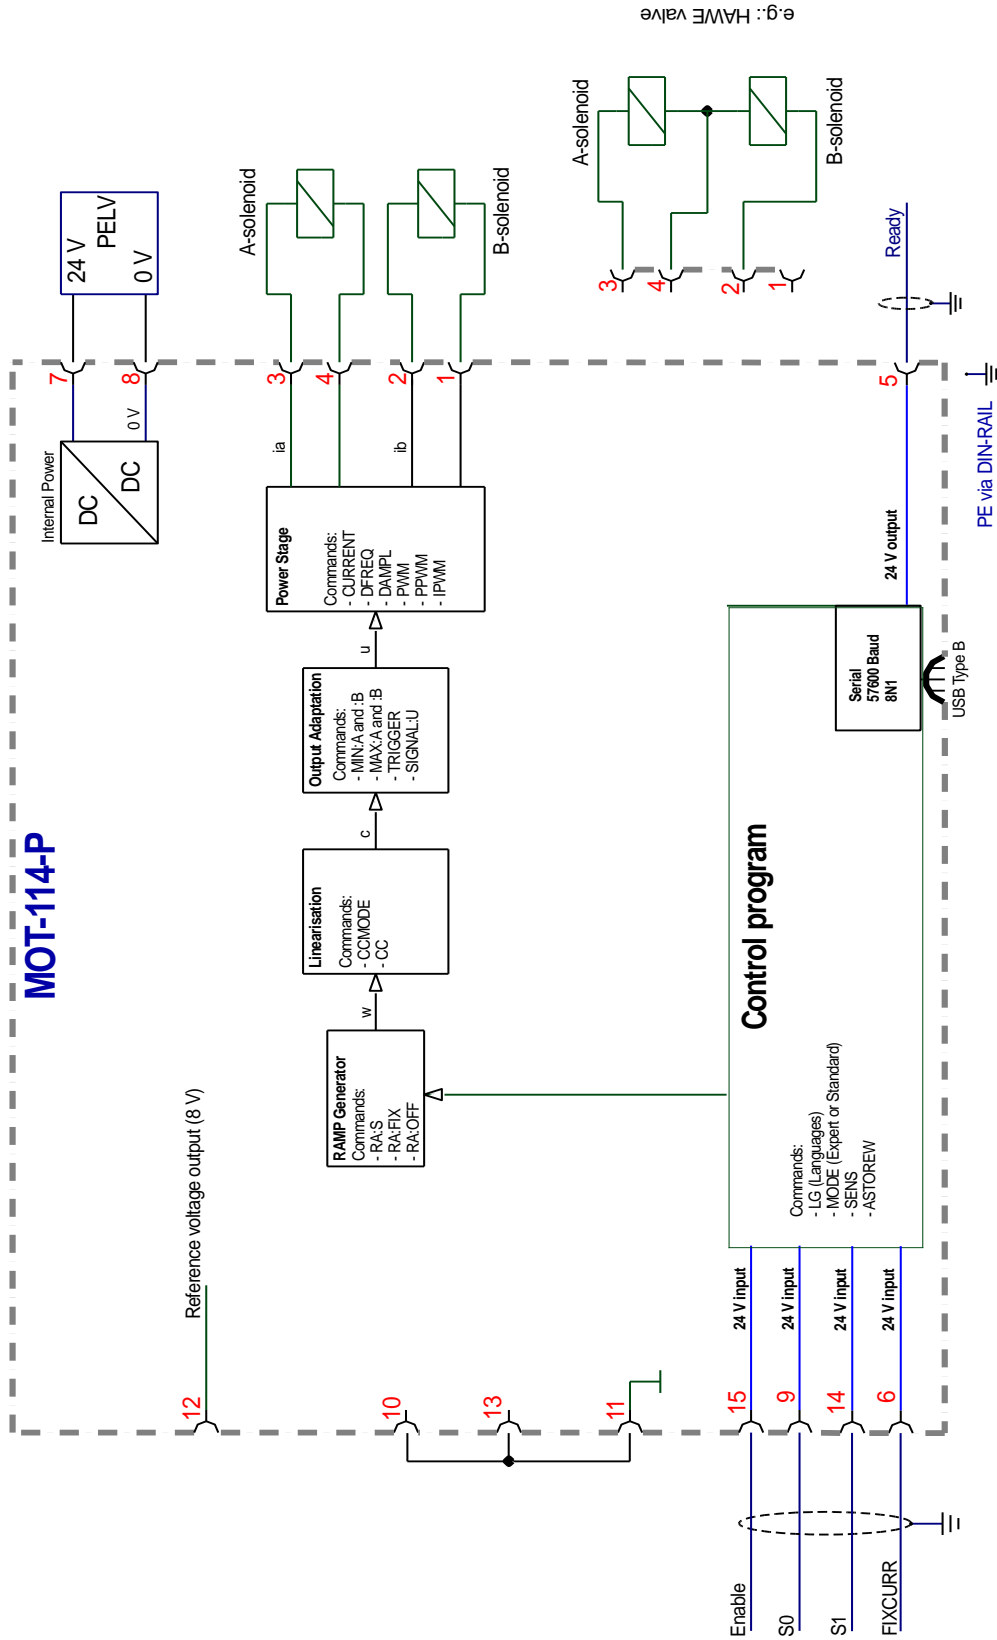 MOT-114-P
Reference voltage output (8 V)
12
10
13
11
Enable
S0
S1
FIXCURR
15
9
14
6
24 V input
24 V input
24 V input
24 V input
RAMP Generator
Commands:
- RA:S
- RA:FIX
- RA:OFF
w
Linearisation
Commands:
- CCMODE
- CC
c
Output Adaptation
Commands:
- MIN:A and :B
- MAX:A and :B
- TRIGGER
- SIGNAL:U
u
Power Stage
Commands:
- CURRENT
- DFREQ
- DAMPL
- PWM
- PPWM
- IPWM
ia
ib
3
4
2
1
A-solenoid
B-solenoid
Internal Power
DC
DC
0 V
7
8
24 V
PELV
0 V
Control program
Commands:
- LG (Languages)
- MODE (Expert or Standard)
- SENS
- ASTOREW
Serial
57600 Baud
8N1
USB Type B
24 V output
5
Ready
PE via DIN-RAIL
3
4
2
1
A-solenoid
B-solenoid
e.g.: HAWE valve